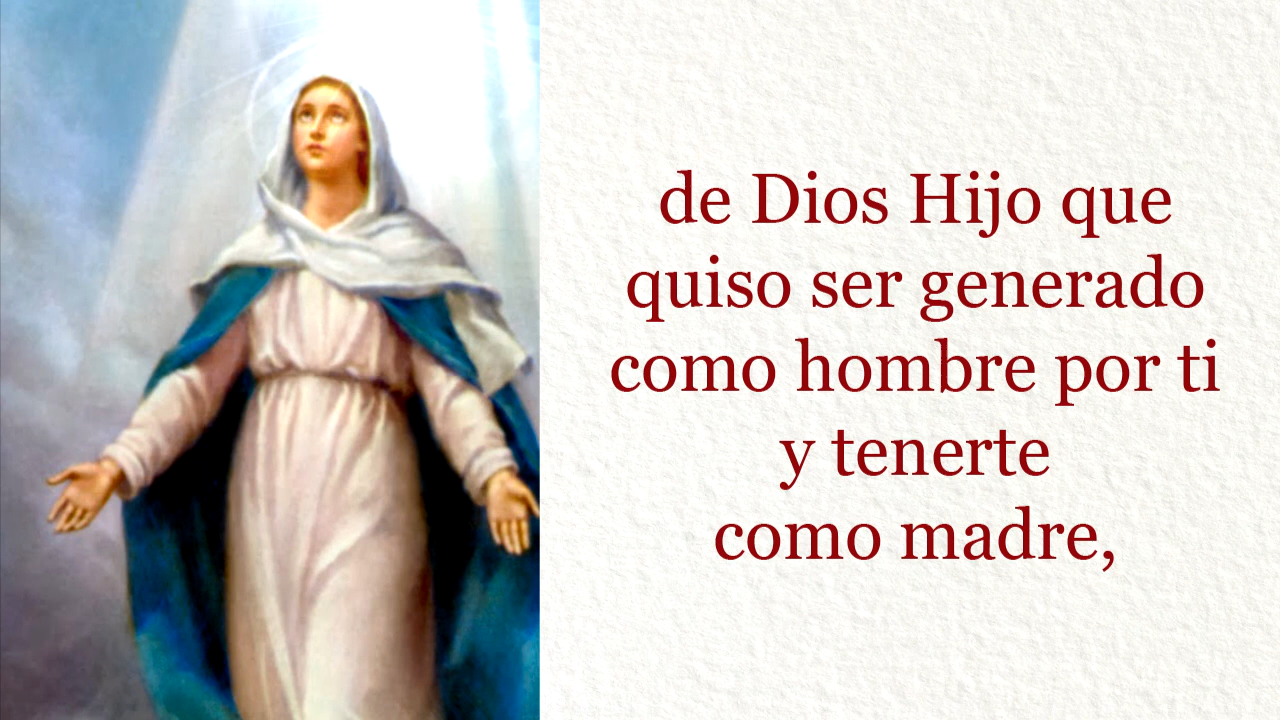 de Dios Hijo que
quiso ser generado
como hombre por ti
y tenerte
como madre,